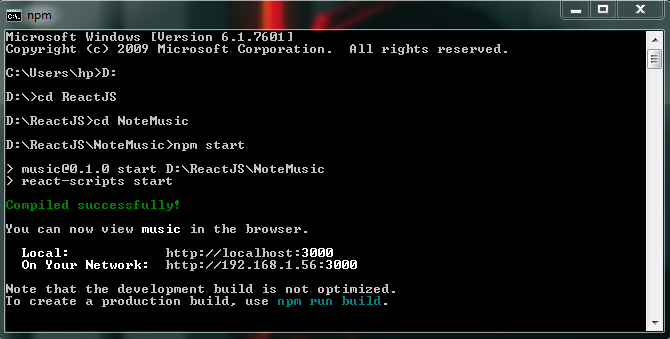 npm
Microsoft Windows [Version 6.1.7601]
Copyright (c) 2009 Microsoft Corporation.  All rights reserved.
C:\Users\hp>D:
D:\>cd ReactJS
D:\ReactJS>cd NoteMusic
D:\ReactJS\NoteMusic>npm start
> music@0.1.0 start D:\ReactJS\NoteMusic
> react-scripts start
Compiled successfully!
You can now view music in the browser.
Local:            http://localhost:3000
On Your Network:  http://192.168.1.56:3000
Note that the development build is not optimized.
To create a production build, use npm run build.